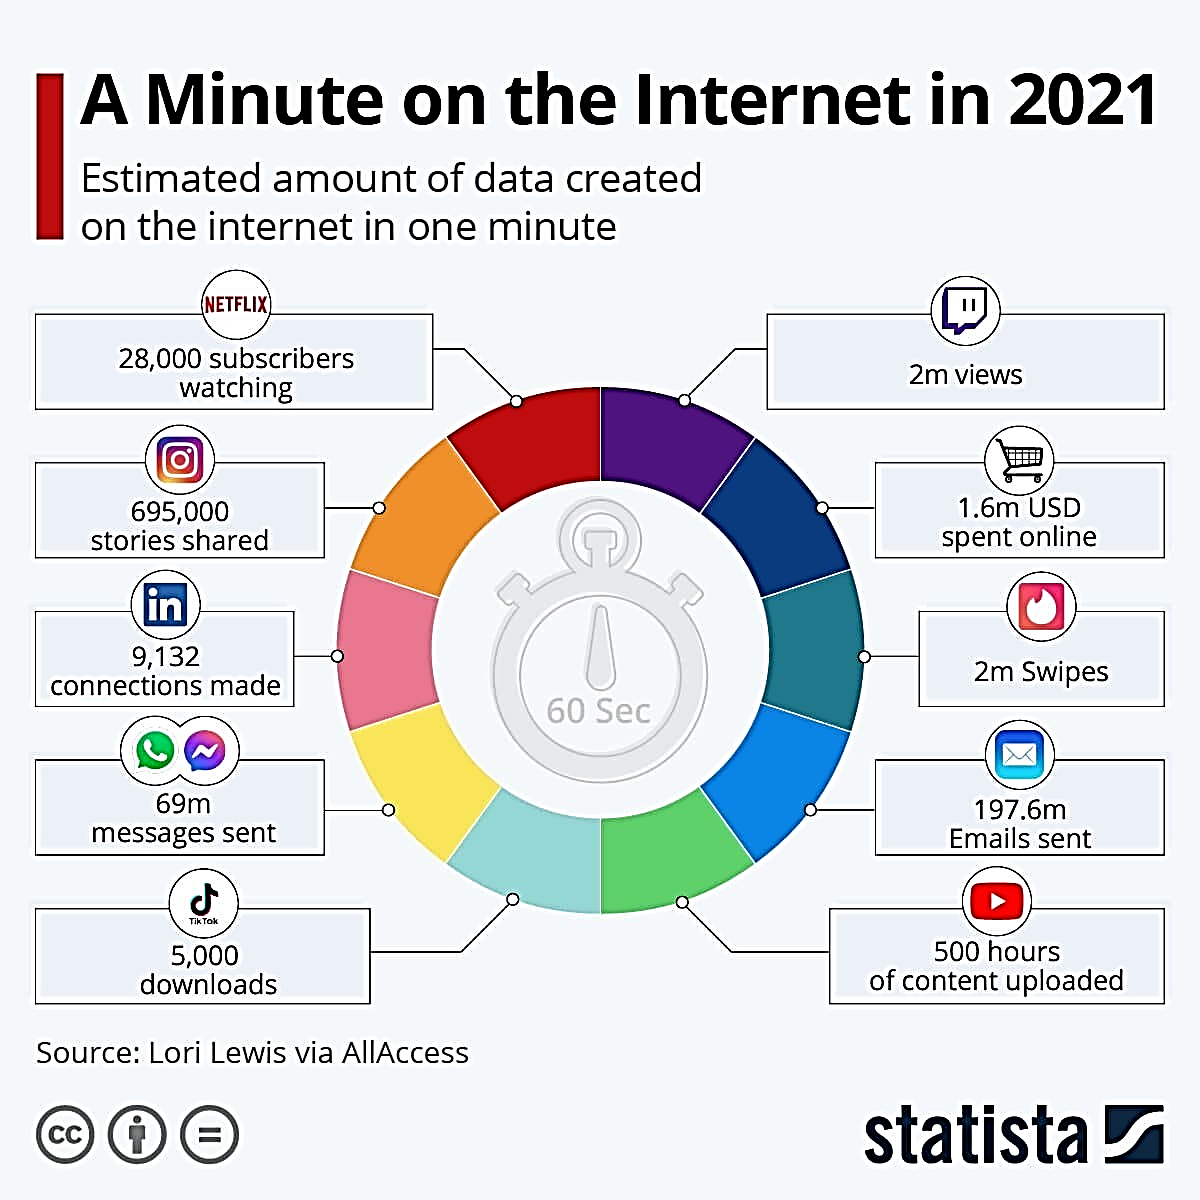 A Minute on the Internet in 2021
Estimated amount of data created
on the internet in one minute
NETFLIX
28,000 subscribers
watching
2m views
695,000
stories shared
1.6m USD
spent online
in
9,132
connections made
2m Swipes
69m
messages sent
197.6m
Emails sent
TikTok
5,000
downloads
500 hours
of content uploaded
60 Sec
Source: Lori Lewis via AllAccess
cc
statista